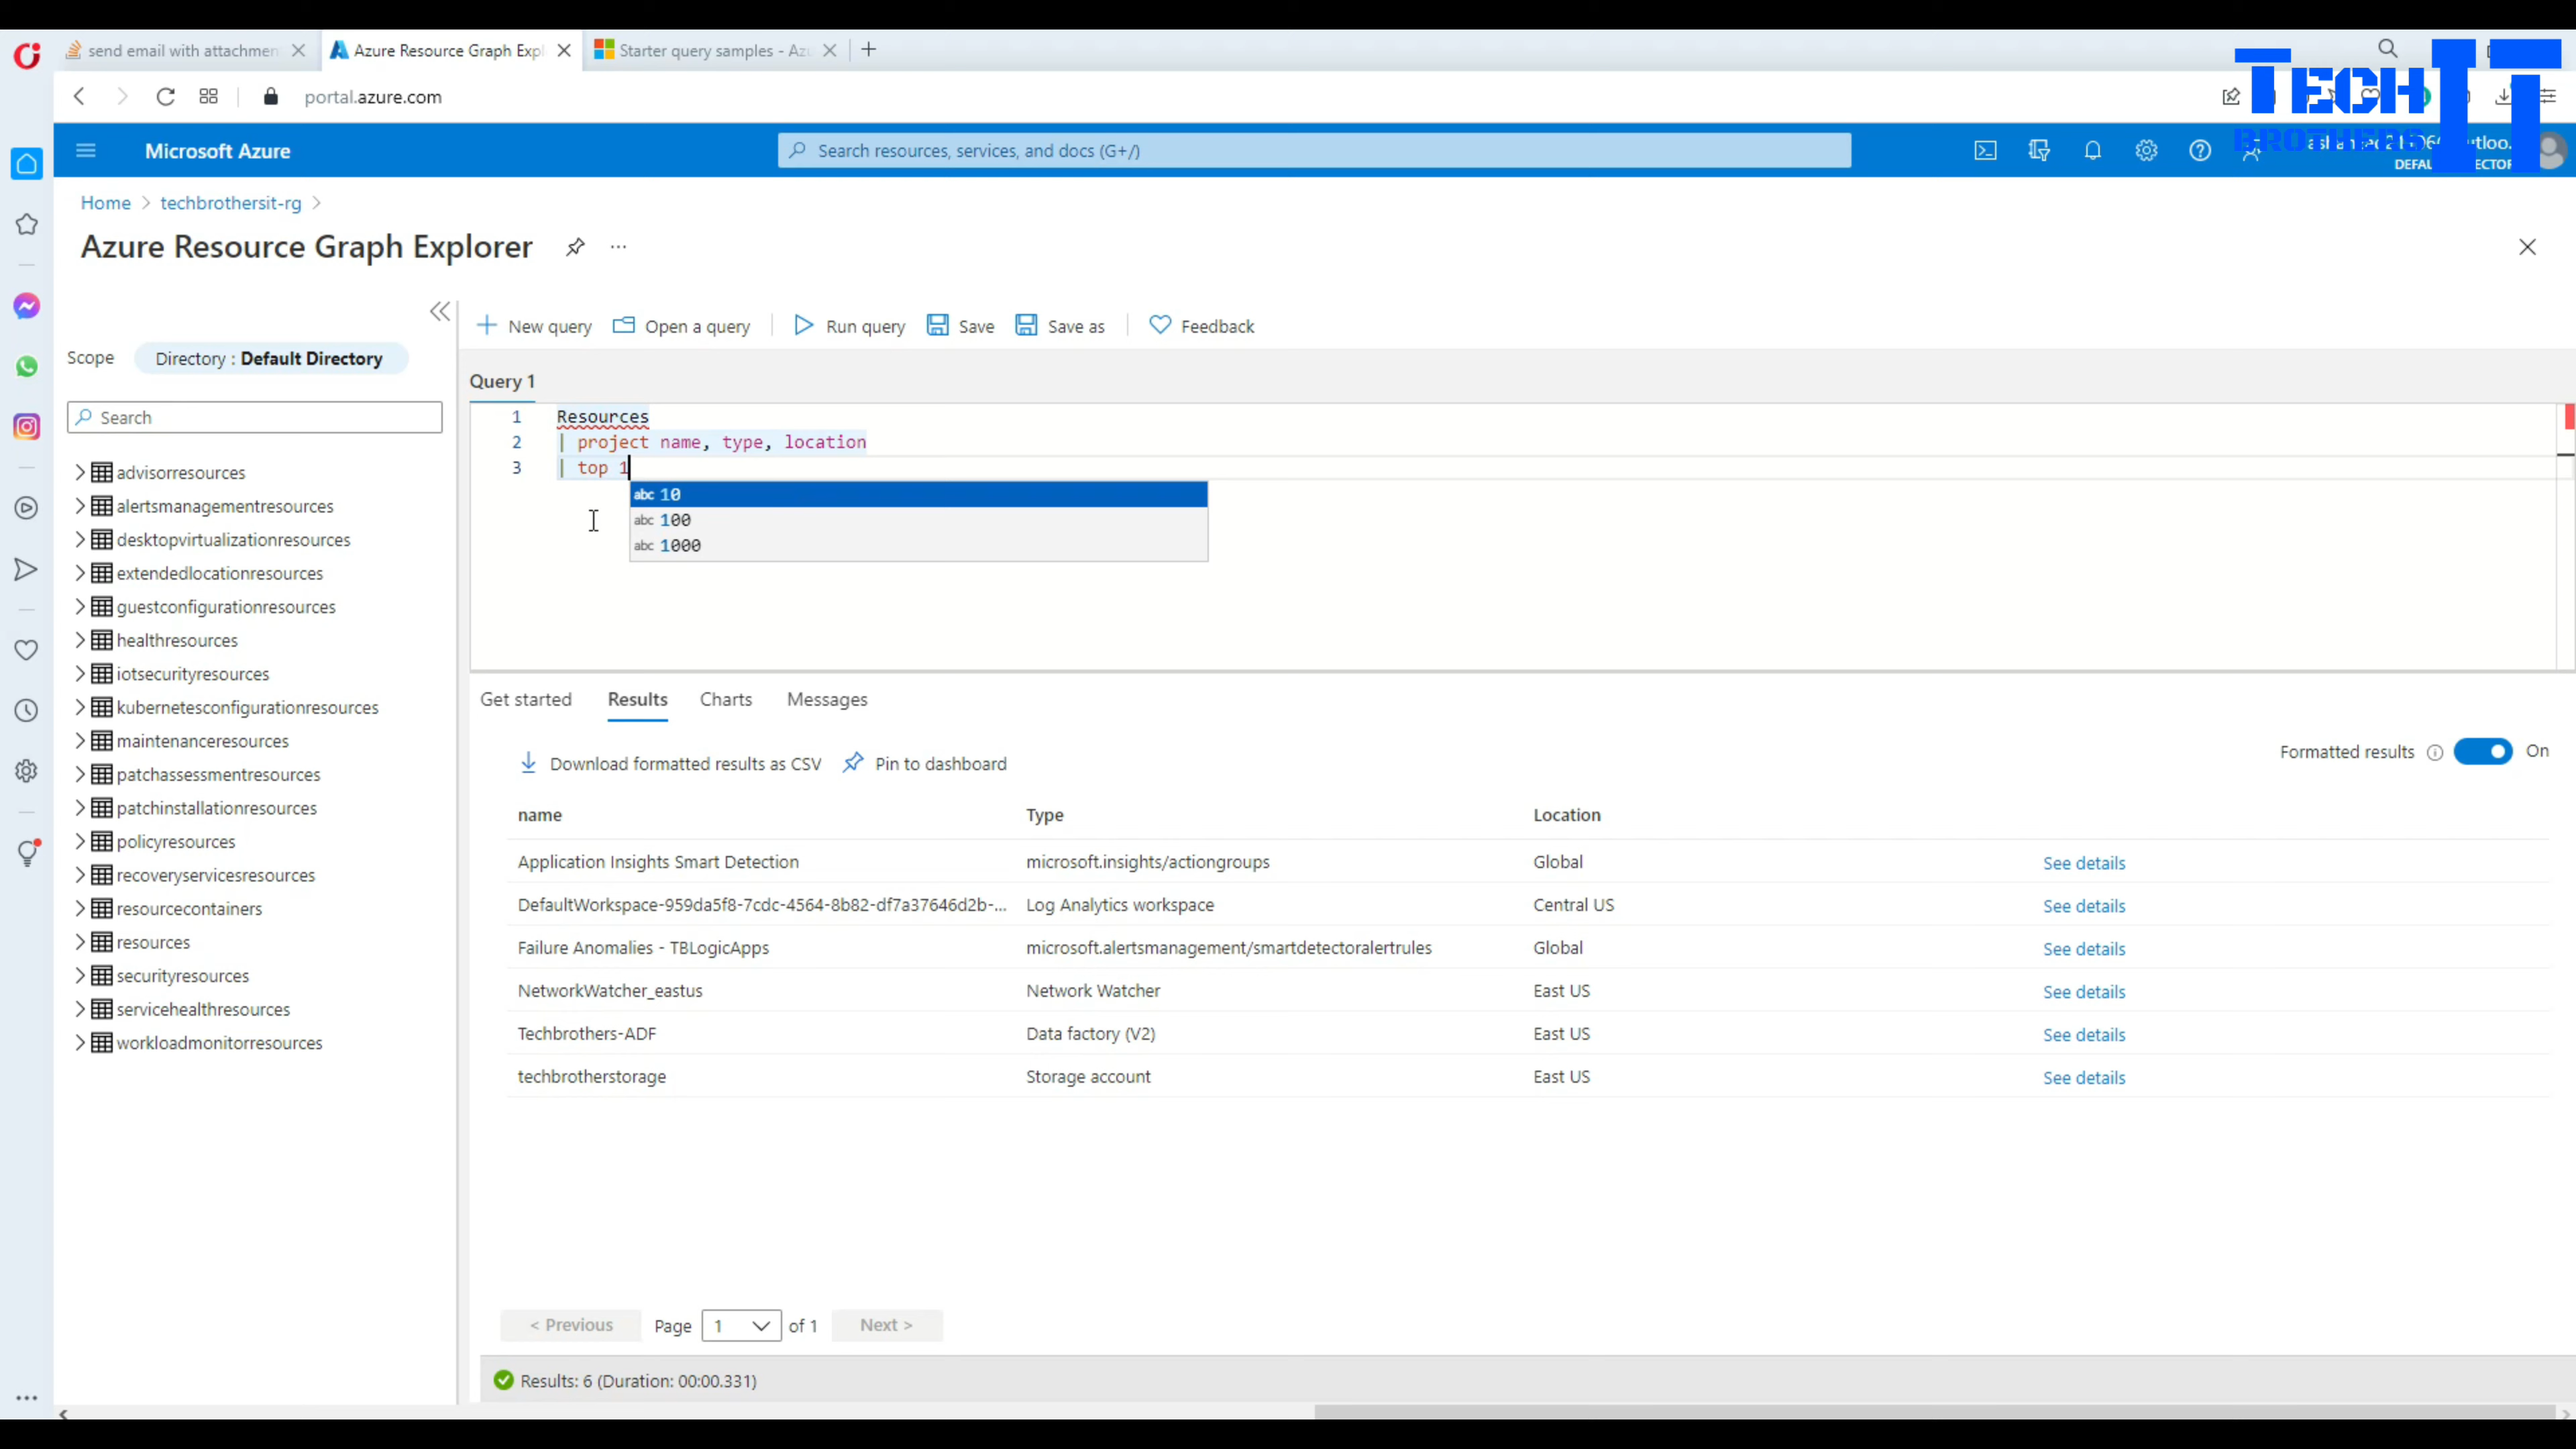 send email with attachmen
Azure Resource Graph Expl
Starter query samples - Az
portal.azure.com
TECH IT
BROTHERS
Microsoft Azure
Search resources, services, and docs (G+/)
Home > techbrothersit-rg >
Azure Resource Graph Explorer
New query
Open a query
Run query
Save
Save as
Feedback
Scope
Directory : Default Directory
Search
advisorresources
alertsmanagementresources
desktopvirtualizationresources
extendedlocationresources
guestconfigurationresources
healthresources
iotsecurityresources
kubernetesconfigurationresources
maintenanceresources
patchassessmentresources
patchinstallationresources
policyresources
recoveryservicesresources
resourcecontainers
resources
securityresources
servicehealthresources
workloadmonitorresources
Query 1
1 Resources
2 | project name, type, location
3 | top 1
abc 10
abc 100
abc 1000
Get started Results Charts Messages
Download formatted results as CSV
Pin to dashboard
Formatted results On
name Type Location
Application Insights Smart Detection microsoft.insights/actiongroups Global See details
DefaultWorkspace-959da5f8-7cdc-4564-8b82-df7a37646d2b-... Log Analytics workspace Central US See details
Failure Anomalies - TBLogicApps microsoft.alertsmanagement/smartdetectoralertrules Global See details
NetworkWatcher_eastus Network Watcher East US See details
Techbrothers-ADF Data factory (V2) East US See details
techbrotherstorage Storage account East US See details
< Previous Page 1 of 1 Next >
Results: 6 (Duration: 00:00.331)